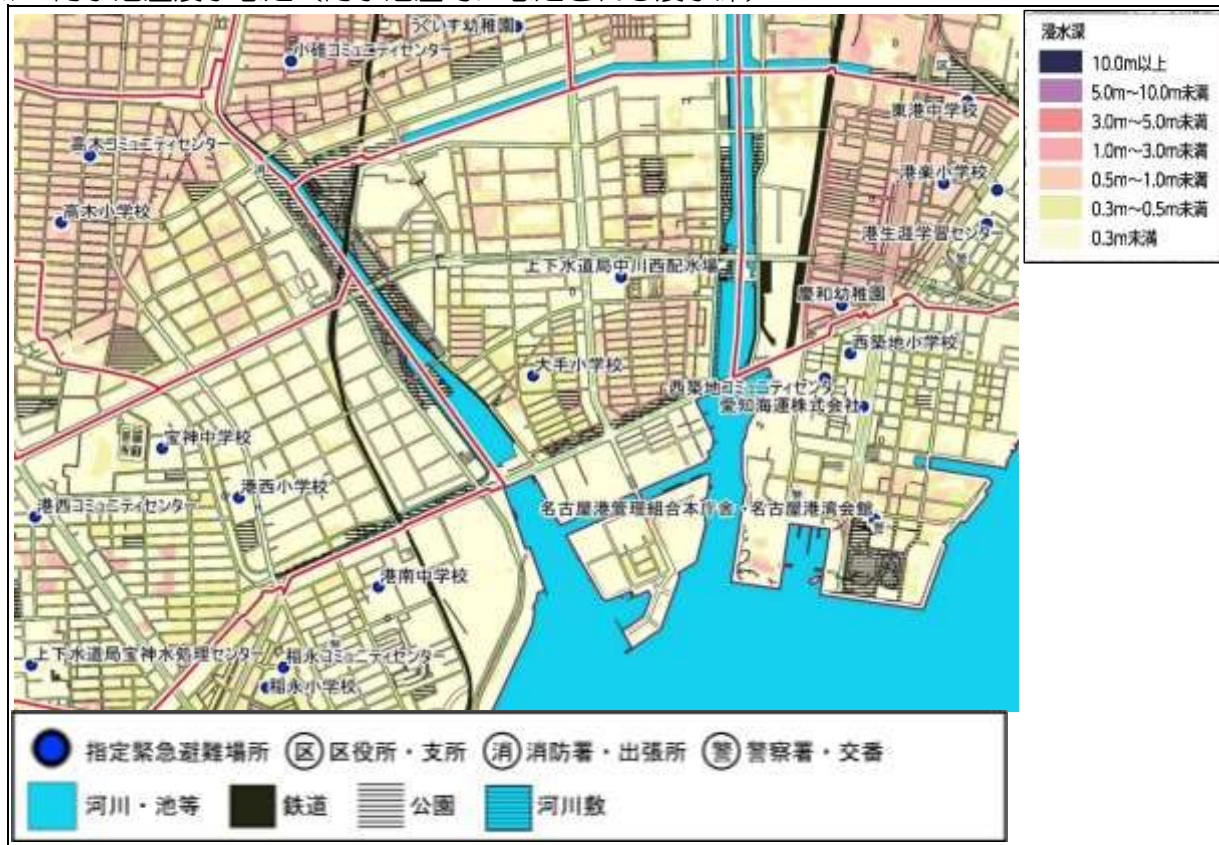 うぐいす幼稚園
小碓コミュニティセンター
区
東港中学校
高木コミュニティセンター
消
港楽小学校
高木小学校
港生涯学習センター
警
上下水道局中川西配水場
慶和幼稚園
西築地小学校
大手小学校
西築地コミュニティセンター
愛知海運株式会社
宝神中学校
港西小学校
港西コミュニティセンター
名古屋港管理組合本庁舎・名古屋港湾会館
警
警
港南中学校
警
上下水道局宝神水処理センター
稲永コミュニティセンター
稲永小学校
浸水深
10.0m以上
5.0m～10.0m未満
3.0m～5.0m未満
1.0m～3.0m未満
0.5m～1.0m未満
0.3m～0.5m未満
0.3m未満
指定緊急避難場所 区 区役所・支所 消 消防署・出張所 警 警察署・交番
河川・池等 鉄道 公園 河川敷